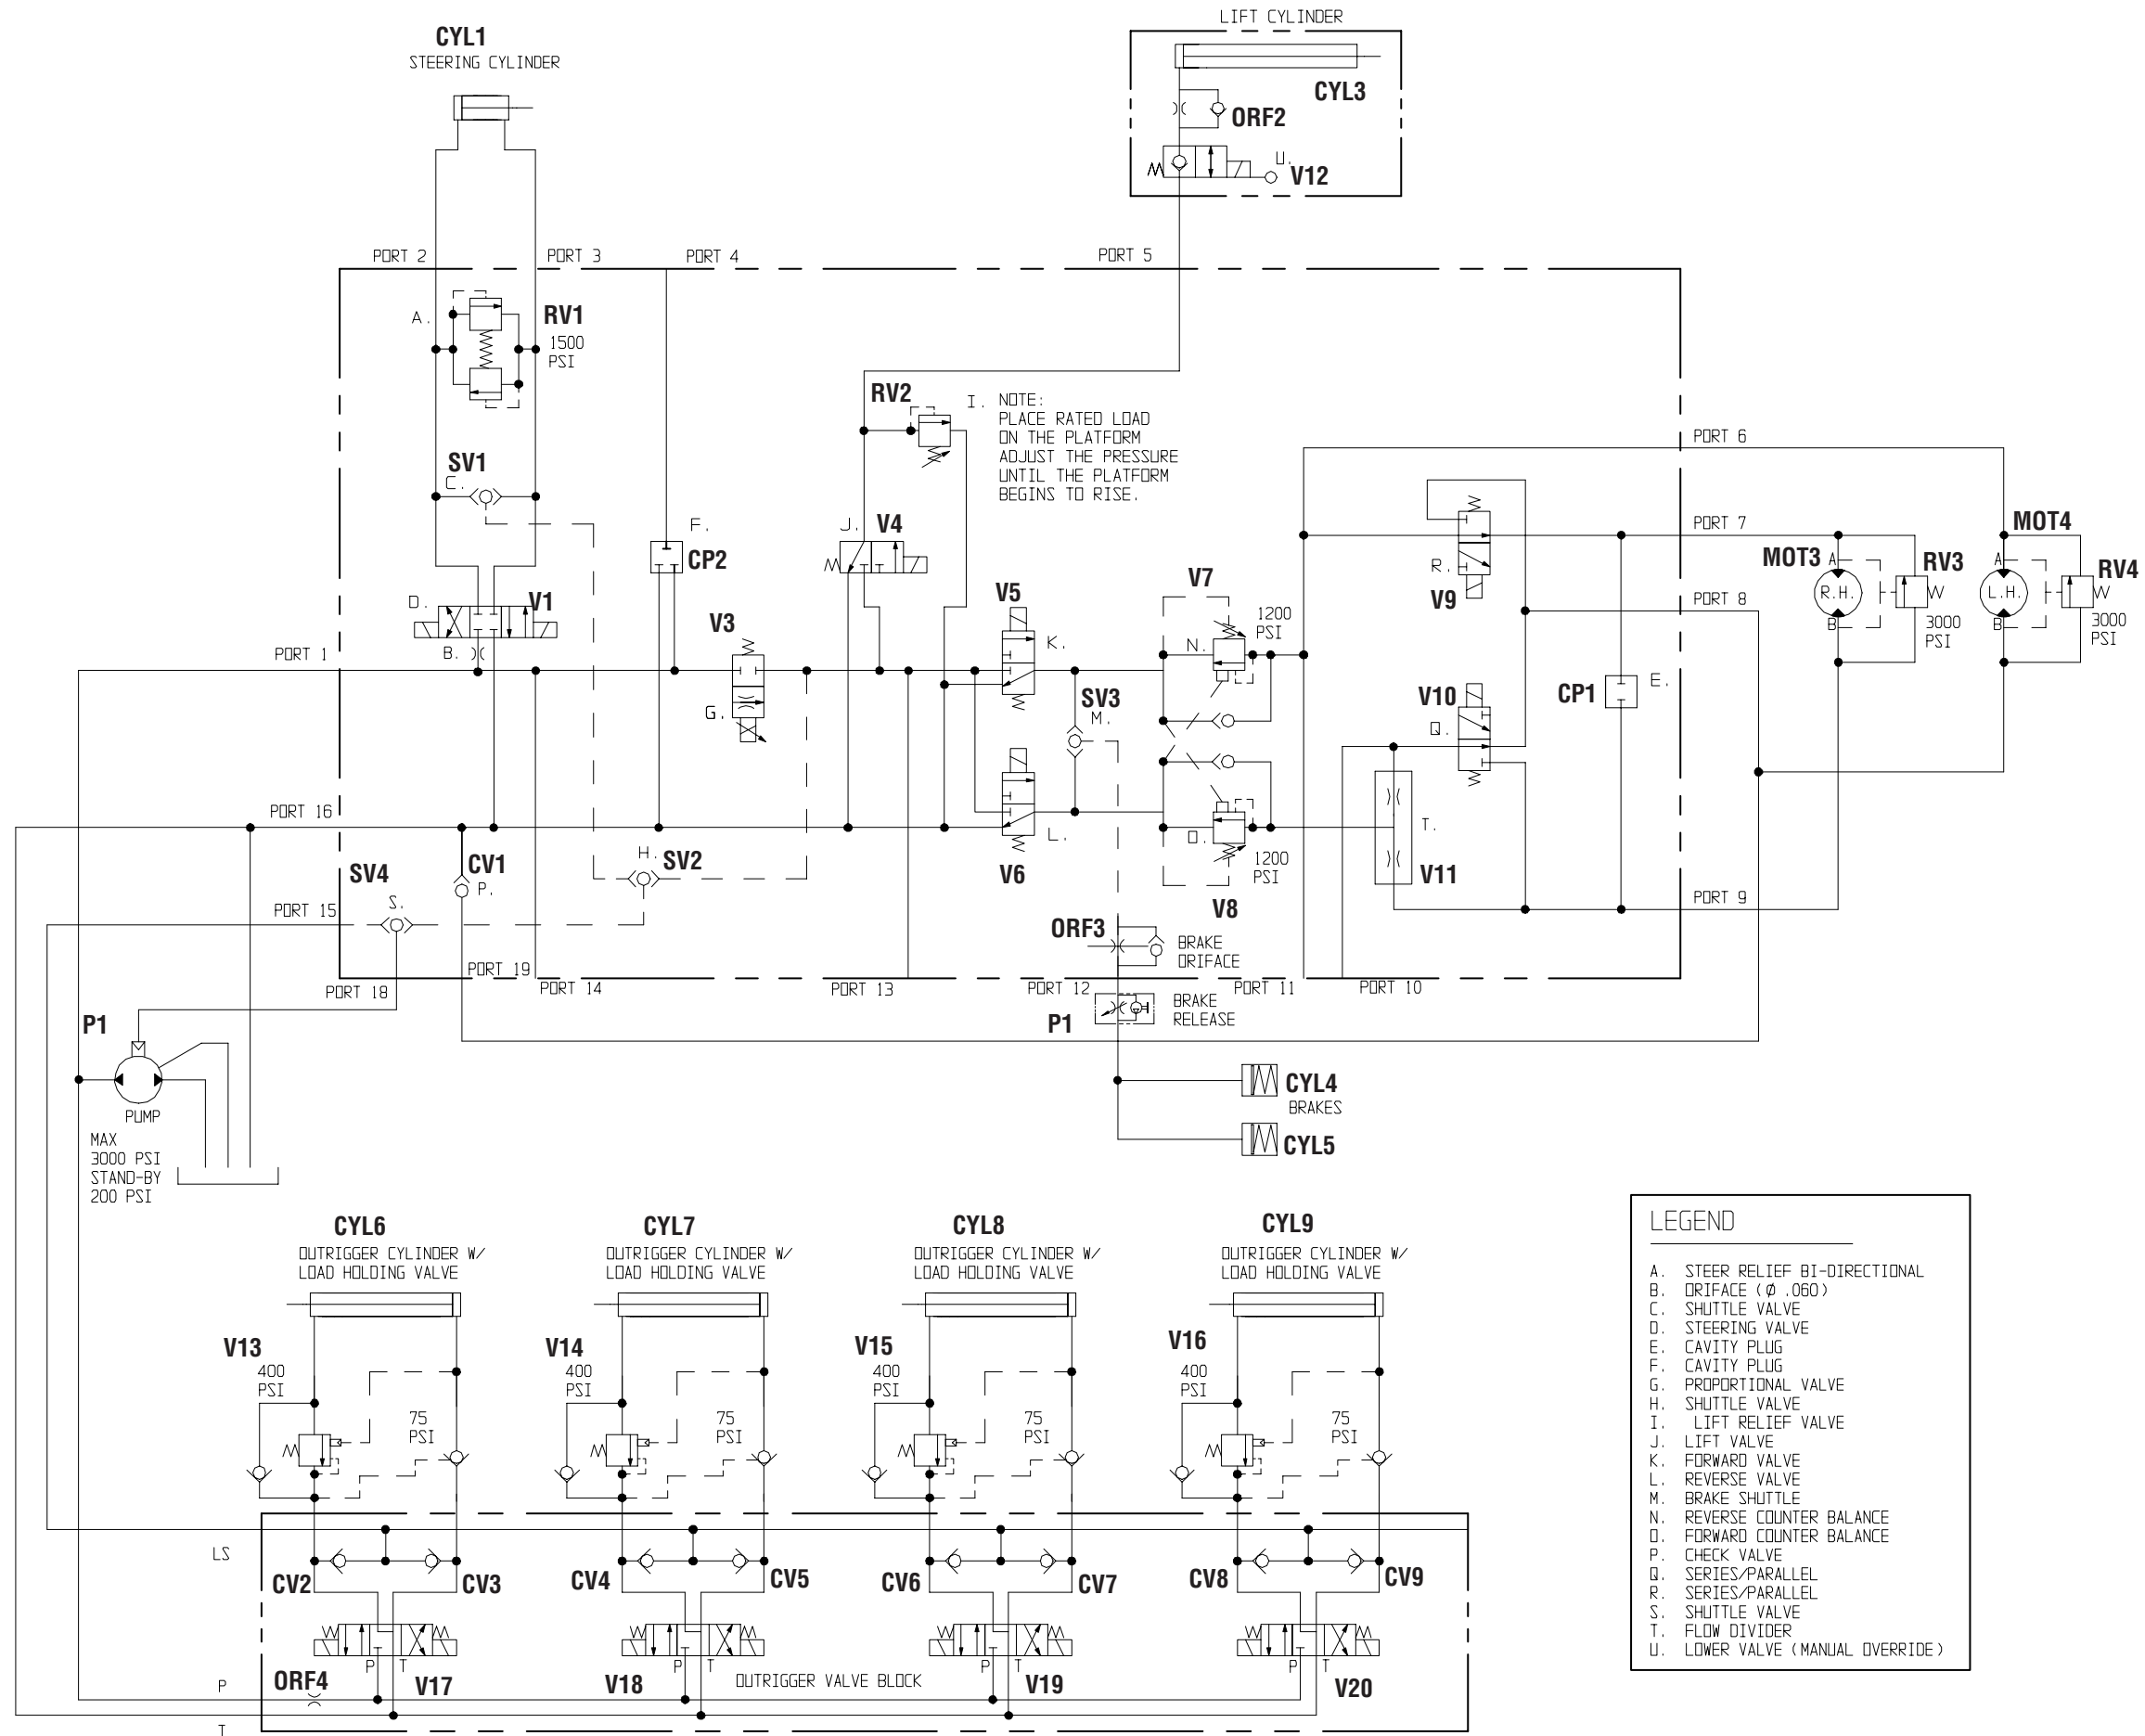 LIFT CYLINDER
CYL1
STEERING CYLINDER
CYL3
ORF2
U.
V12
PORT 2
PORT 3
PORT 4
PORT 5
A.
RV1
1500
PSI
RV2
I. NOTE:
PLACE RATED LOAD
ON THE PLATFORM
ADJUST THE PRESSURE
UNTIL THE PLATFORM
BEGINS TO RISE.
PORT 6
SV1
C.
F.
CP2
J.
V4
R.
V9
PORT 7
MOT3
A
R.H.
B
RV3
3000
PSI
MOT4
A
L.H.
B
RV4
3000
PSI
D.
V1
B.
V3
G.
V5
K.
V7
N.
1200
PSI
PORT 8
PORT 1
SV3
M.
V10
Q.
CP1
E.
PORT 16
L.
V6
O.
1200
PSI
V8
T.
V11
SV4
S.
CV1
P.
H.
SV2
PORT 15
PORT 9
ORF3
BRAKE
ORIFACE
PORT 19
PORT 18
PORT 14
PORT 13
PORT 12
PORT 11
PORT 10
BRAKE
RELEASE
P1
P1
PUMP
MAX
3000 PSI
STAND-BY
200 PSI
CYL4
BRAKES
CYL5
CYL6
OUTRIGGER CYLINDER W/
LOAD HOLDING VALVE
CYL7
OUTRIGGER CYLINDER W/
LOAD HOLDING VALVE
CYL8
OUTRIGGER CYLINDER W/
LOAD HOLDING VALVE
CYL9
OUTRIGGER CYLINDER W/
LOAD HOLDING VALVE
V13
400
PSI
75
PSI
V14
400
PSI
75
PSI
V15
400
PSI
75
PSI
V16
400
PSI
75
PSI
LS
CV2
CV3
CV4
CV5
CV6
CV7
CV8
CV9
P T
P T
P T
P T
P
ORF4
V17
V18
OUTRIGGER VALVE BLOCK
V19
V20
T
LEGEND
A. STEER RELIEF BI-DIRECTIONAL
B. ORIFACE (Ø .060)
C. SHUTTLE VALVE
D. STEERING VALVE
E. CAVITY PLUG
F. CAVITY PLUG
G. PROPORTIONAL VALVE
H. SHUTTLE VALVE
I. LIFT RELIEF VALVE
J. LIFT VALVE
K. FORWARD VALVE
L. REVERSE VALVE
M. BRAKE SHUTTLE
N. REVERSE COUNTER BALANCE
O. FORWARD COUNTER BALANCE
P. CHECK VALVE
Q. SERIES/PARALLEL
R. SERIES/PARALLEL
S. SHUTTLE VALVE
T. FLOW DIVIDER
U. LOWER VALVE (MANUAL OVERRIDE)